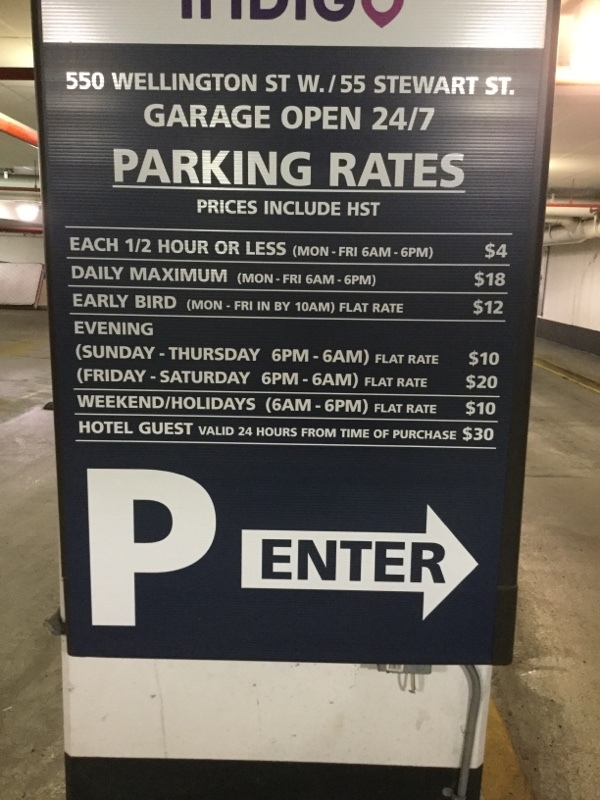 INDIGO
550 WELLINGTON ST W. / 55 STEWART ST.
GARAGE OPEN 24/7
PARKING RATES
PRICES INCLUDE HST
EACH 1/2 HOUR OR LESS (MON - FRI 6AM - 6PM) $4
DAILY MAXIMUM (MON - FRI 6AM - 6PM) $18
EARLY BIRD (MON - FRI IN BY 10AM) FLAT RATE $12
EVENING
(SUNDAY - THURSDAY 6PM - 6AM) FLAT RATE $10
(FRIDAY - SATURDAY 6PM - 6AM) FLAT RATE $20
WEEKEND/HOLIDAYS (6AM - 6PM) FLAT RATE $10
HOTEL GUEST VALID 24 HOURS FROM TIME OF PURCHASE $30
P ENTER